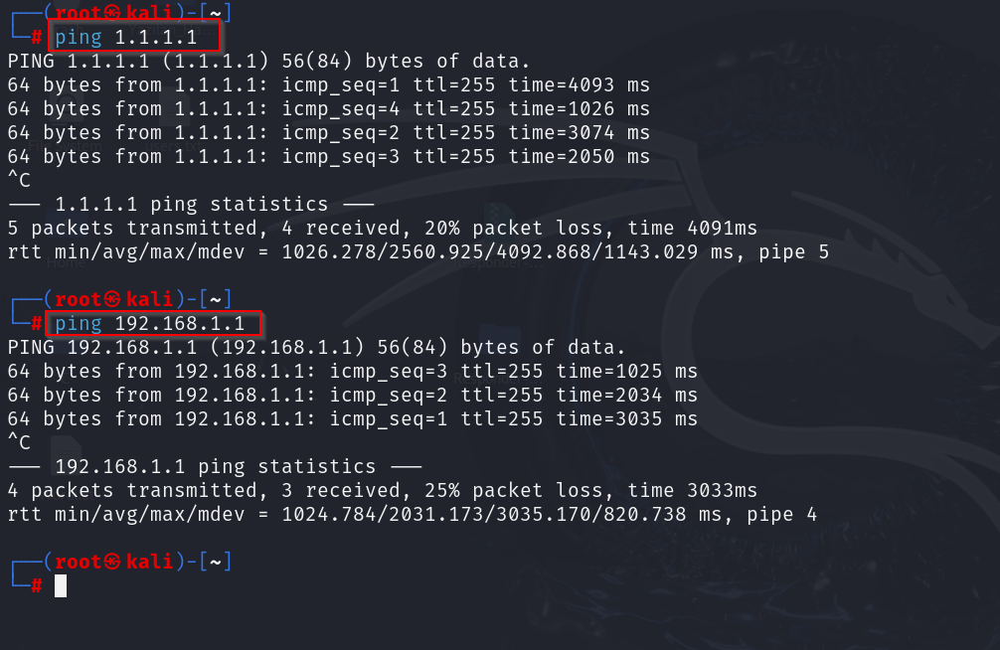 ┌──(root㉿kali)-[~]
└─# ping 1.1.1.1
PING 1.1.1.1 (1.1.1.1) 56(84) bytes of data.
64 bytes from 1.1.1.1: icmp_seq=1 ttl=255 time=4093 ms
64 bytes from 1.1.1.1: icmp_seq=4 ttl=255 time=1026 ms
64 bytes from 1.1.1.1: icmp_seq=2 ttl=255 time=3074 ms
64 bytes from 1.1.1.1: icmp_seq=3 ttl=255 time=2050 ms
^C
--- 1.1.1.1 ping statistics ---
5 packets transmitted, 4 received, 20% packet loss, time 4091ms
rtt min/avg/max/mdev = 1026.278/2560.925/4092.868/1143.029 ms, pipe 5
┌──(root㉿kali)-[~]
└─# ping 192.168.1.1
PING 192.168.1.1 (192.168.1.1) 56(84) bytes of data.
64 bytes from 192.168.1.1: icmp_seq=3 ttl=255 time=1025 ms
64 bytes from 192.168.1.1: icmp_seq=2 ttl=255 time=2034 ms
64 bytes from 192.168.1.1: icmp_seq=1 ttl=255 time=3035 ms
^C
--- 192.168.1.1 ping statistics ---
4 packets transmitted, 3 received, 25% packet loss, time 3033ms
rtt min/avg/max/mdev = 1024.784/2031.173/3035.170/820.738 ms, pipe 4
┌──(root㉿kali)-[~]
└─#